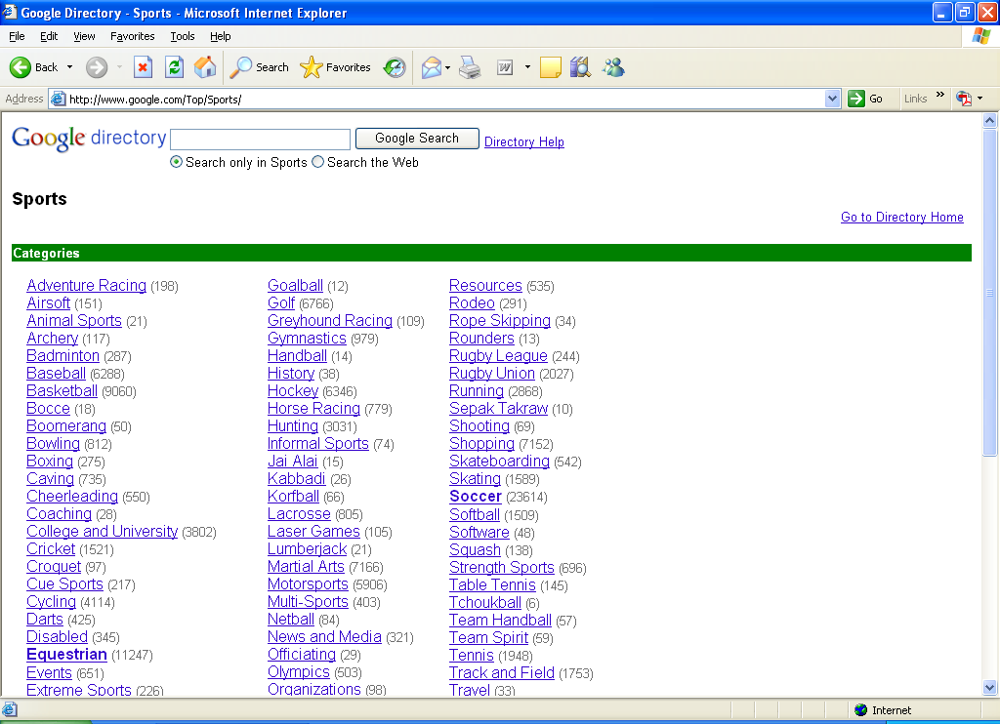 Google Directory - Sports - Microsoft Internet Explorer
File Edit View Favorites Tools Help
Back Search Favorites
Address http://www.google.com/Top/Sports/ Go Links »
Google directory Google Search Directory Help
Search only in Sports Search the Web
Sports
Go to Directory Home
Categories
Adventure Racing (198)
Airsoft (151)
Animal Sports (21)
Archery (117)
Badminton (287)
Baseball (6288)
Basketball (9060)
Bocce (18)
Boomerang (50)
Bowling (812)
Boxing (275)
Caving (735)
Cheerleading (550)
Coaching (28)
College and University (3802)
Cricket (1521)
Croquet (97)
Cue Sports (217)
Cycling (4114)
Darts (425)
Disabled (345)
Equestrian (11247)
Events (651)
Extreme Sports (226)
Goalball (12)
Golf (6766)
Greyhound Racing (109)
Gymnastics (979)
Handball (14)
History (38)
Hockey (6346)
Horse Racing (779)
Hunting (3031)
Informal Sports (74)
Jai Alai (15)
Kabbadi (26)
Korfball (66)
Lacrosse (805)
Laser Games (105)
Lumberjack (21)
Martial Arts (7166)
Motorsports (5906)
Multi-Sports (403)
Netball (84)
News and Media (321)
Officiating (29)
Olympics (503)
Organizations (98)
Resources (535)
Rodeo (291)
Rope Skipping (34)
Rounders (13)
Rugby League (244)
Rugby Union (2027)
Running (2868)
Sepak Takraw (10)
Shooting (69)
Shopping (7152)
Skateboarding (542)
Skating (1589)
Soccer (23614)
Softball (1509)
Software (48)
Squash (138)
Strength Sports (696)
Table Tennis (145)
Tchoukball (6)
Team Handball (57)
Team Spirit (59)
Tennis (1948)
Track and Field (1753)
Travel (33)
Internet